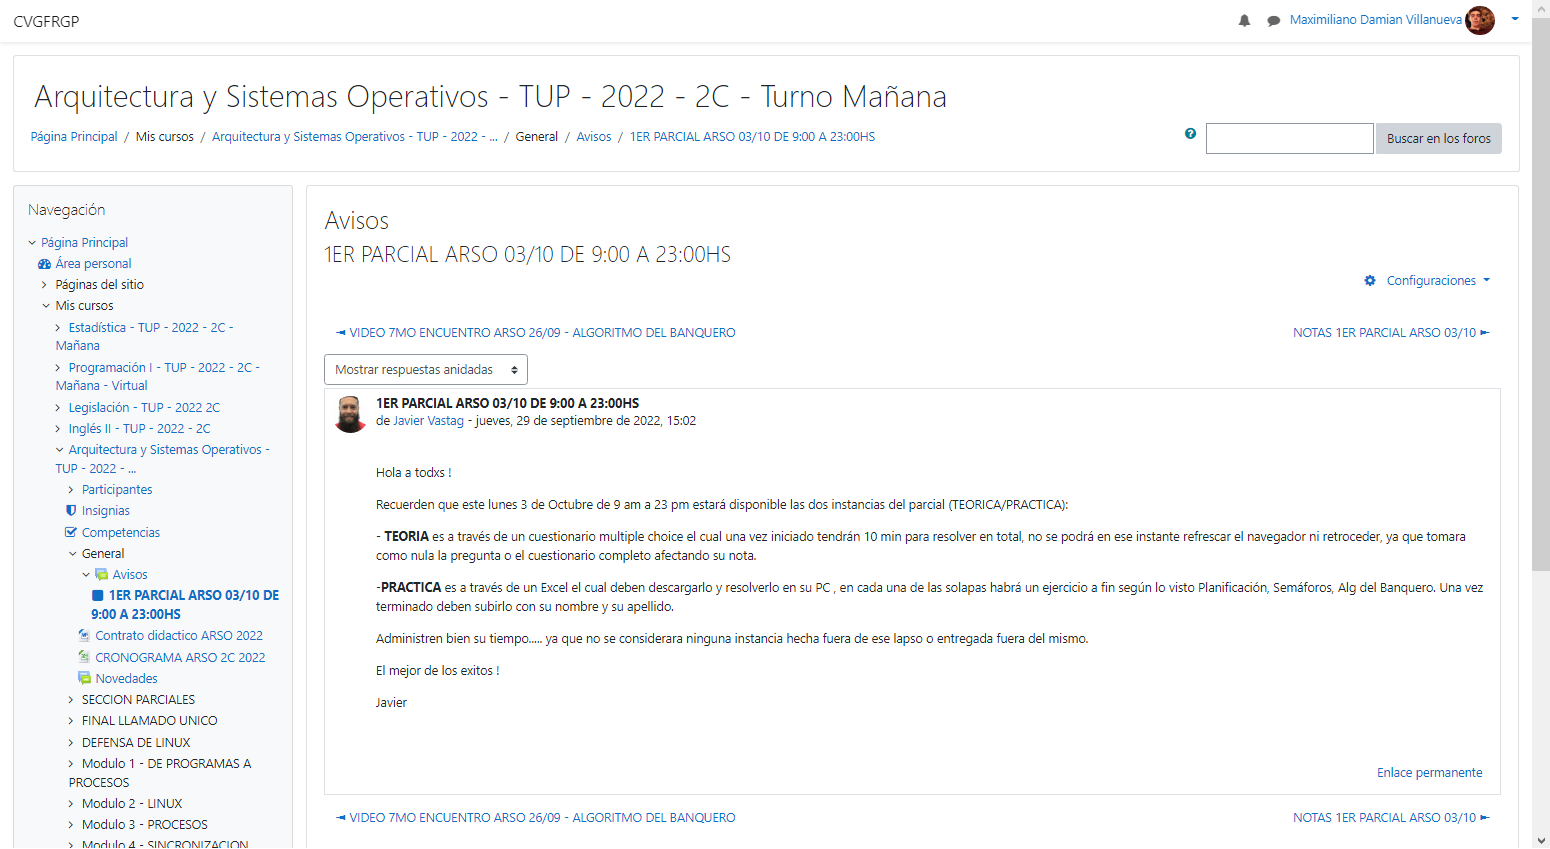 CVGFRGP
Maximiliano Damian Villanueva
Arquitectura y Sistemas Operativos - TUP - 2022 - 2C - Turno Mañana
Página Principal / Mis cursos / Arquitectura y Sistemas Operativos - TUP - 2022 - ... / General / Avisos / 1ER PARCIAL ARSO 03/10 DE 9:00 A 23:00HS
Buscar en los foros
Navegación
Página Principal
Área personal
Páginas del sitio
Mis cursos
Estadística - TUP - 2022 - 2C -
Mañana
Programación I - TUP - 2022 - 2C -
Mañana - Virtual
Legislación - TUP - 2022 2C
Inglés II - TUP - 2022 - 2C
Arquitectura y Sistemas Operativos -
TUP - 2022 - ...
Participantes
Insignias
Competencias
General
Avisos
1ER PARCIAL ARSO 03/10 DE
9:00 A 23:00HS
Contrato didactico ARSO 2022
CRONOGRAMA ARSO 2C 2022
Novedades
SECCION PARCIALES
FINAL LLAMADO UNICO
DEFENSA DE LINUX
Modulo 1 - DE PROGRAMAS A
PROCESOS
Modulo 2 - LINUX
Modulo 3 - PROCESOS
Modulo 4 - SINCRONIZACION
Avisos
1ER PARCIAL ARSO 03/10 DE 9:00 A 23:00HS
Configuraciones
◄ VIDEO 7MO ENCUENTRO ARSO 26/09 - ALGORITMO DEL BANQUERO
NOTAS 1ER PARCIAL ARSO 03/10 ►
Mostrar respuestas anidadas
1ER PARCIAL ARSO 03/10 DE 9:00 A 23:00HS
de Javier Vastag - jueves, 29 de septiembre de 2022, 15:02
Hola a todxs !
Recuerden que este lunes 3 de Octubre de 9 am a 23 pm estará disponible las dos instancias del parcial (TEORICA/PRACTICA):
- TEORIA es a través de un cuestionario multiple choice el cual una vez iniciado tendrán 10 min para resolver en total, no se podrá en ese instante refrescar el navegador ni retroceder, ya que tomara
como nula la pregunta o el cuestionario completo afectando su nota.
-PRACTICA es a través de un Excel el cual deben descargarlo y resolverlo en su PC , en cada una de las solapas habrá un ejercicio a fin según lo visto Planificación, Semáforos, Alg del Banquero. Una vez
terminado deben subirlo con su nombre y su apellido.
Administren bien su tiempo..... ya que no se considerara ninguna instancia hecha fuera de ese lapso o entregada fuera del mismo.
El mejor de los exitos !
Javier
Enlace permanente
◄ VIDEO 7MO ENCUENTRO ARSO 26/09 - ALGORITMO DEL BANQUERO
NOTAS 1ER PARCIAL ARSO 03/10 ►